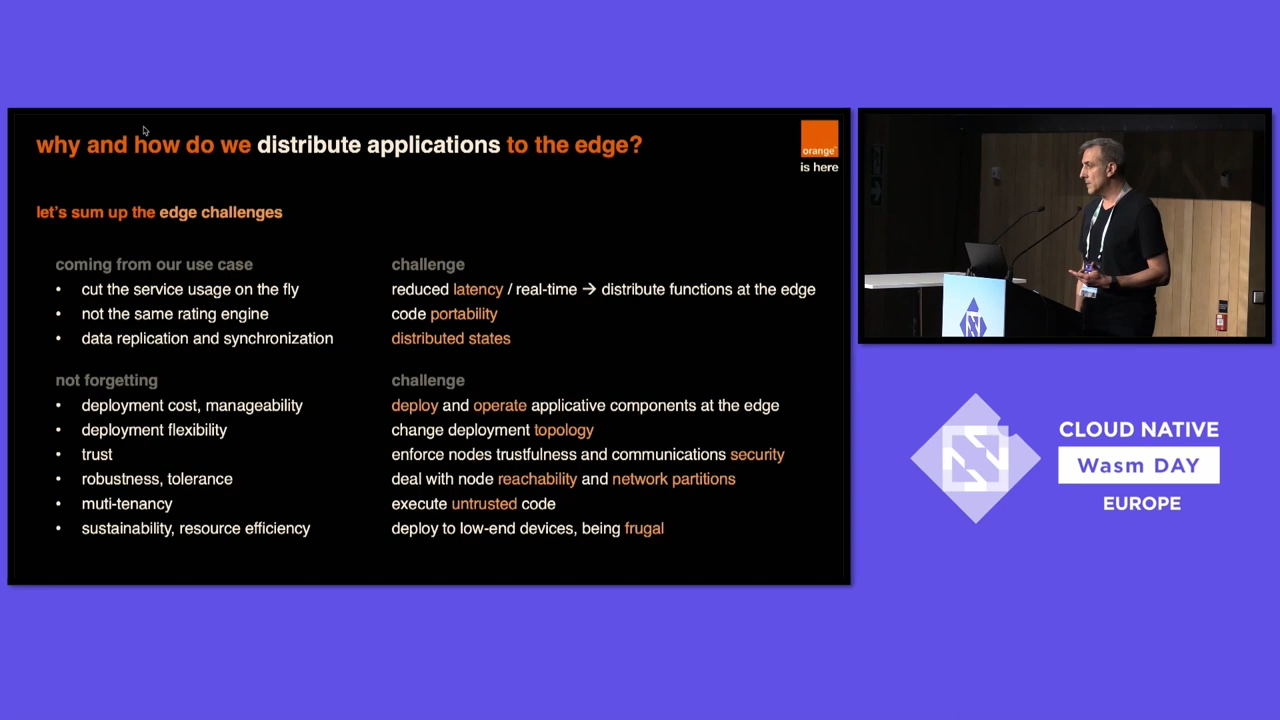 why and how do we distribute applications to the edge?
orange™
is here
let's sum up the edge challenges
coming from our use case
challenge
• cut the service usage on the fly
reduced latency / real-time → distribute functions at the edge
• not the same rating engine
code portability
• data replication and synchronization
distributed states
not forgetting
challenge
• deployment cost, manageability
deploy and operate applicative components at the edge
• deployment flexibility
change deployment topology
• trust
enforce nodes trustfulness and communications security
• robustness, tolerance
deal with node reachability and network partitions
• muti-tenancy
execute untrusted code
• sustainability, resource efficiency
deploy to low-end devices, being frugal
CLOUD NATIVE
Wasm DAY
EUROPE